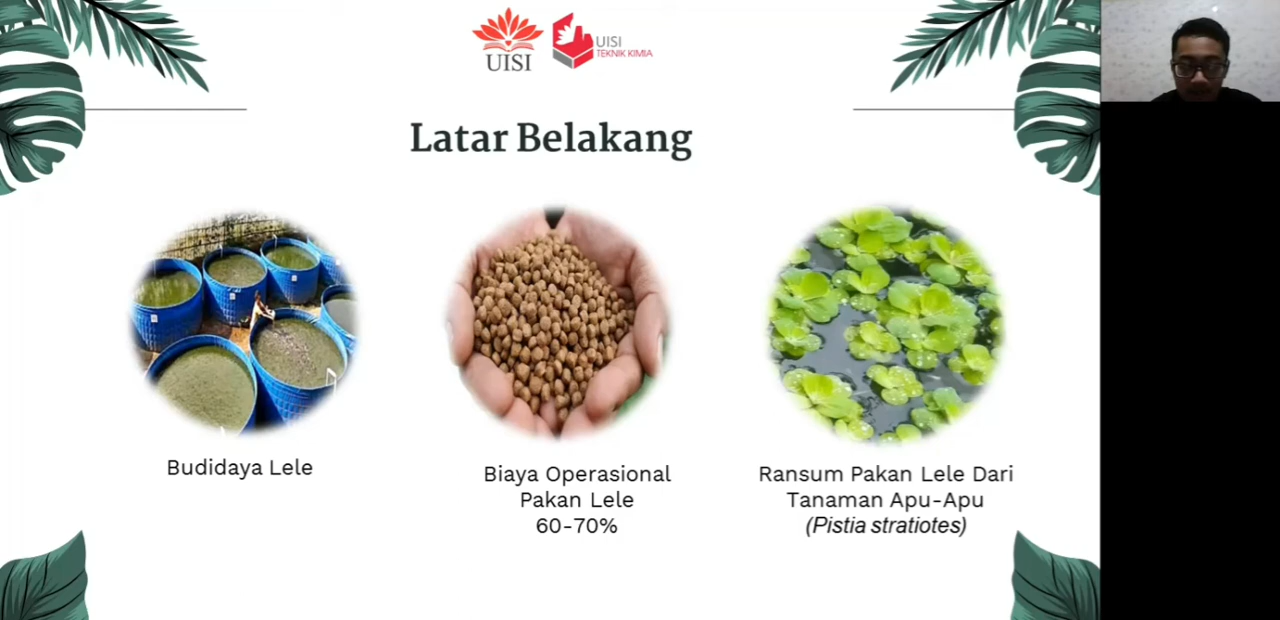 UISI
UISI
TEKNIK KIMIA
Latar Belakang
Budidaya Lele
Biaya Operasional
Pakan Lele
60-70%
Ransum Pakan Lele Dari
Tanaman Apu-Apu
(Pistia stratiotes)